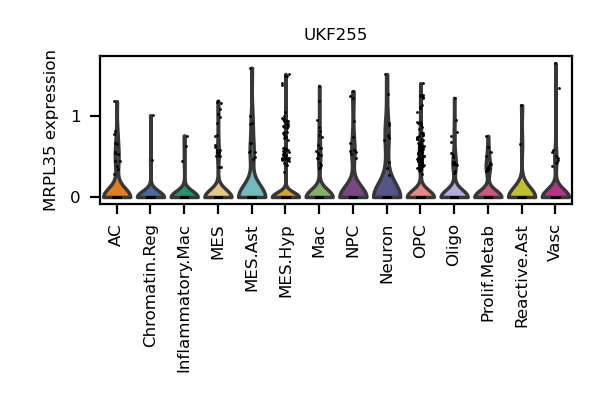 UKF255
MRPL35 expression
1
0
AC
Chromatin.Reg
Inflammatory.Mac
MES
MES.Ast
MES.Hyp
Mac
NPC
Neuron
OPC
Oligo
Prolif.Metab
Reactive.Ast
Vasc